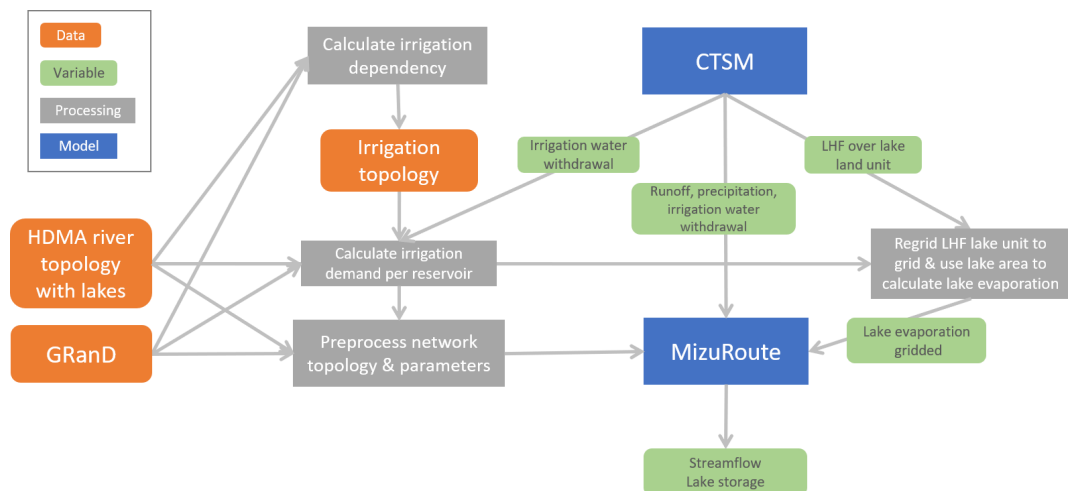 Data
Variable
Processing
Model
Calculate irrigation
dependency
CTSM
Irrigation
topology
Irrigation water
withdrawal
LHF over lake
land unit
Runoff, precipitation,
irrigation water
withdrawal
HDMA river
topology
with lakes
Calculate irrigation
demand per reservoir
Regrid LHF lake unit to
grid & use lake area to
calculate lake evaporation
GRanD
Preprocess network
topology & parameters
MizuRoute
Lake evaporation
gridded
Streamflow
Lake storage